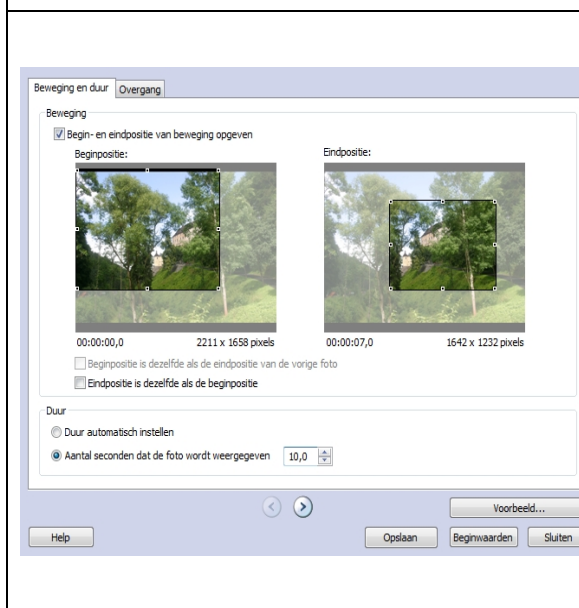 Beweging en duur Overgang
Beweging
Begin- en eindpositie van beweging opgeven
Beginpositie: Eindpositie:
00:00:00,0 2211 x 1658 pixels 00:00:07,0 1642 x 1232 pixels
Beginpositie is dezelfde als de eindpositie van de vorige foto
Eindpositie is dezelfde als de beginpositie
Duur
Duur automatisch instellen
Aantal seconden dat de foto wordt weergegeven 10,0
Voorbeeld...
Help Opslaan Beginwaarden Sluiten